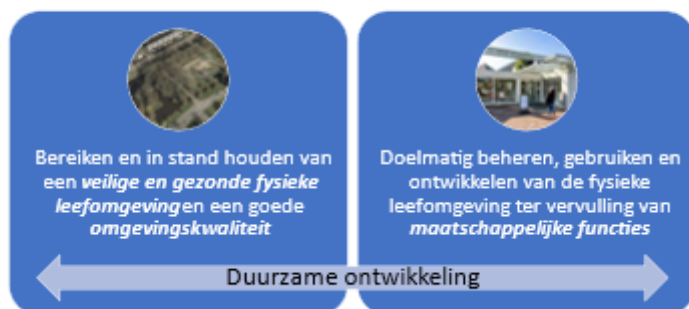 Bereiken en in stand houden van
een veilige en gezonde fysieke
leefomgevingen een goede
omgevingskwaliteit
Doelmatig beheren, gebruiken en
ontwikkelen van de fysieke
leefomgeving ter vervulling van
maatschappelijke functies
Duurzame ontwikkeling